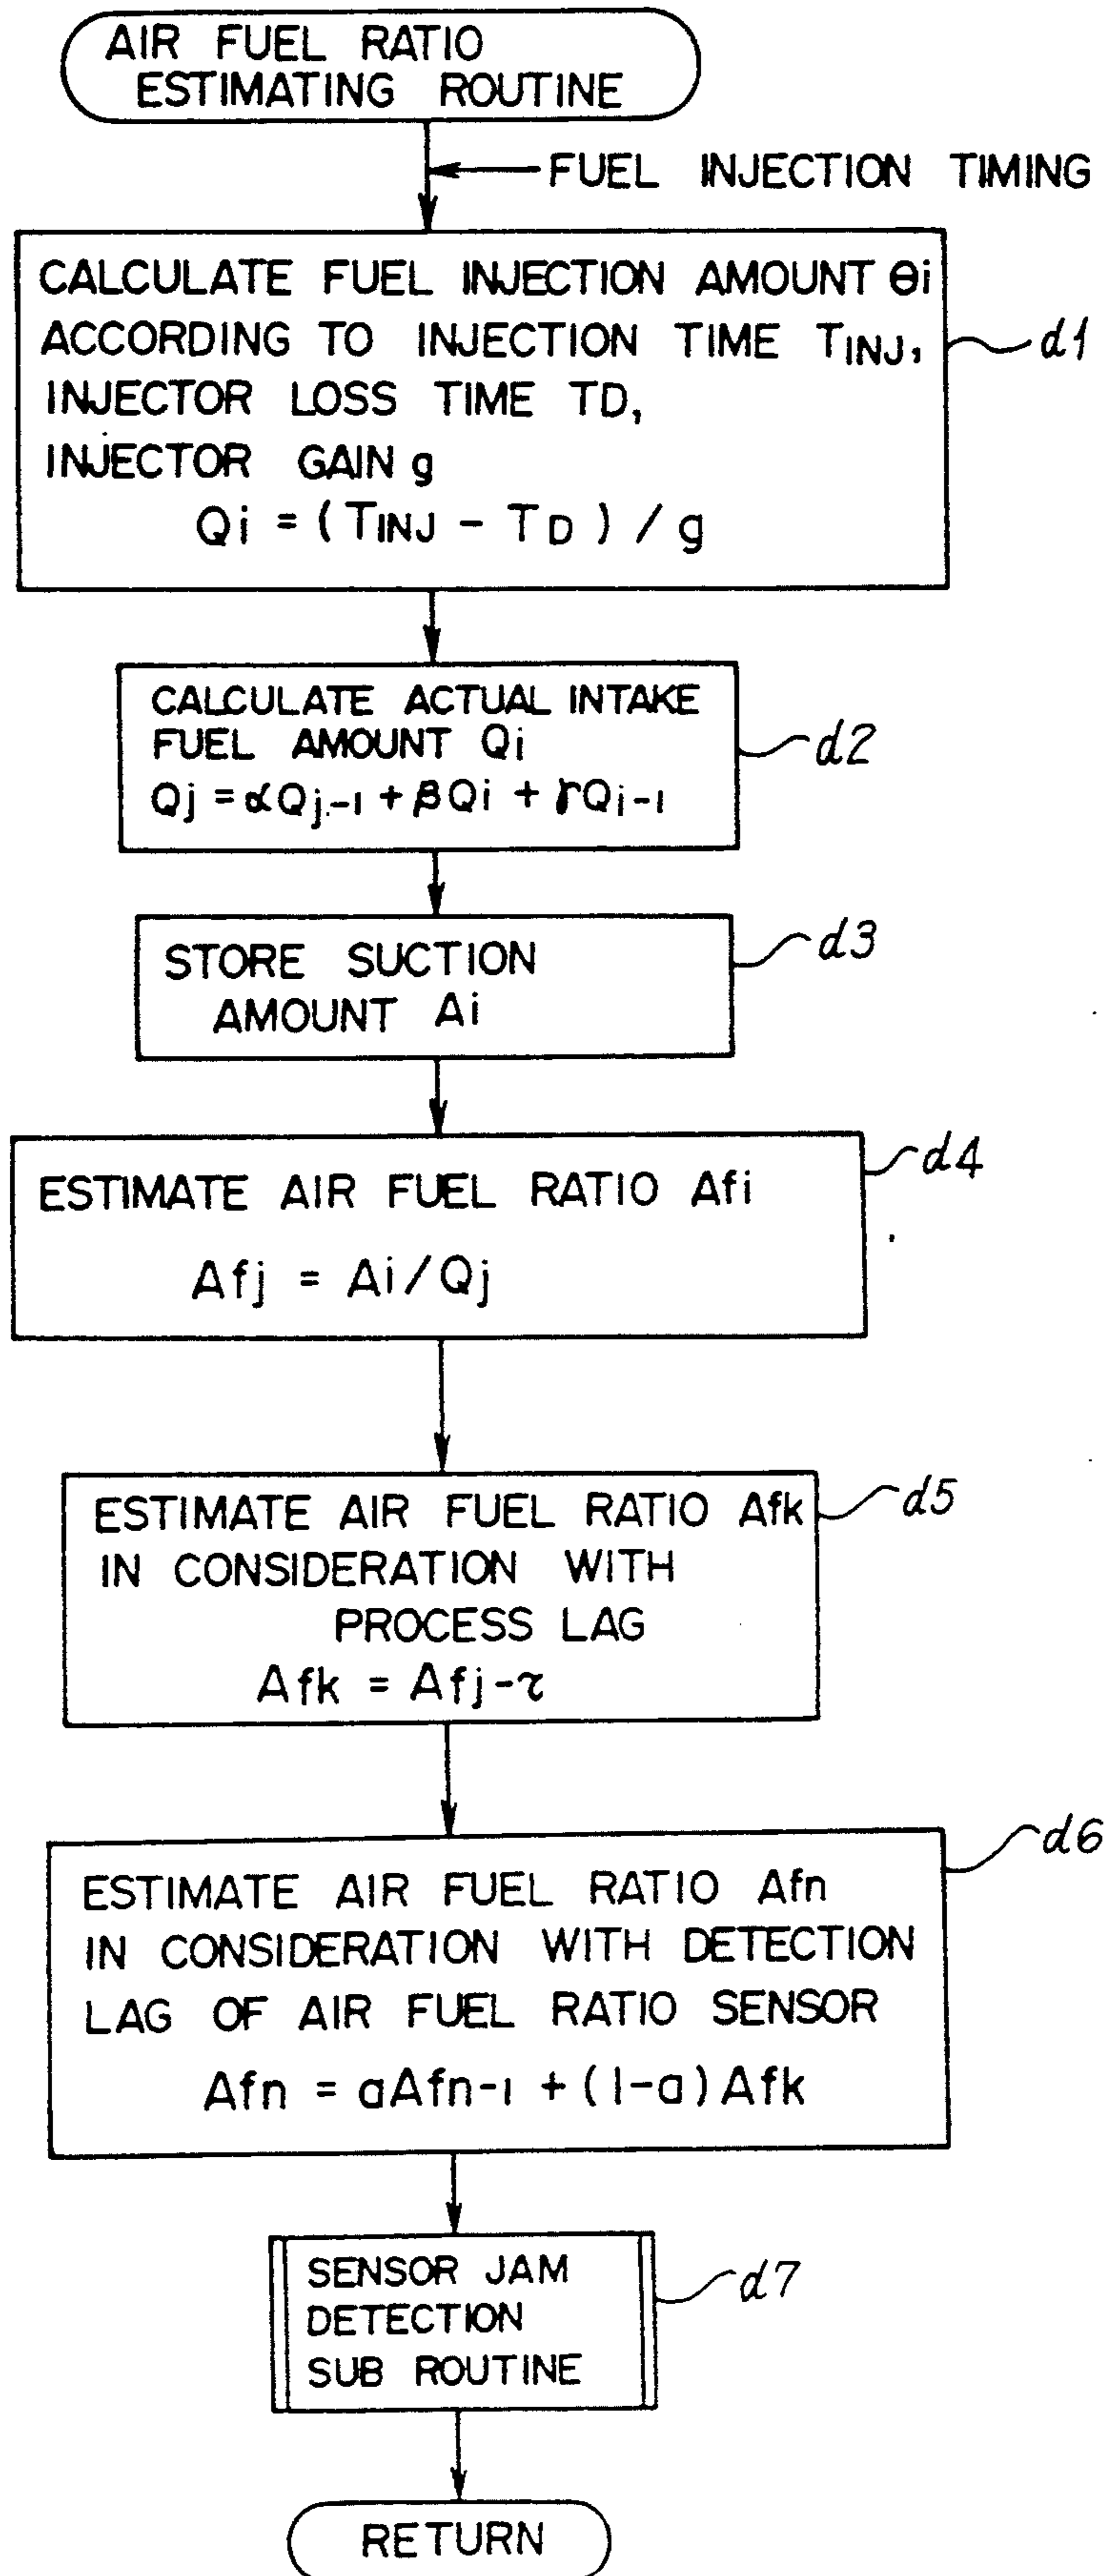 AIR FUEL RATIO
ESTIMATING ROUTINE
FUEL INJECTION TIMING
CALCULATE FUEL INJECTION AMOUNT θi
ACCORDING TO INJECTION TIME TINJ,
INJECTOR LOSS TIME TD,
INJECTOR GAIN g
Qi = (TINJ - TD) / g
d1
CALCULATE ACTUAL INTAKE
FUEL AMOUNT Qi
Qj = αQj-1 + βQi + γQi-1
d2
STORE SUCTION
AMOUNT Ai
d3
ESTIMATE AIR FUEL RATIO Afi
Afj = Ai/Qj
d4
ESTIMATE AIR FUEL RATIO Afk
IN CONSIDERATION WITH
PROCESS LAG
Afk = Afj-τ
d5
ESTIMATE AIR FUEL RATIO Afn
IN CONSIDERATION WITH DETECTION
LAG OF AIR FUEL RATIO SENSOR
Afn = aAfn-1 + (1-a)Afk
d6
SENSOR JAM
DETECTION
SUB ROUTINE
d7
RETURN